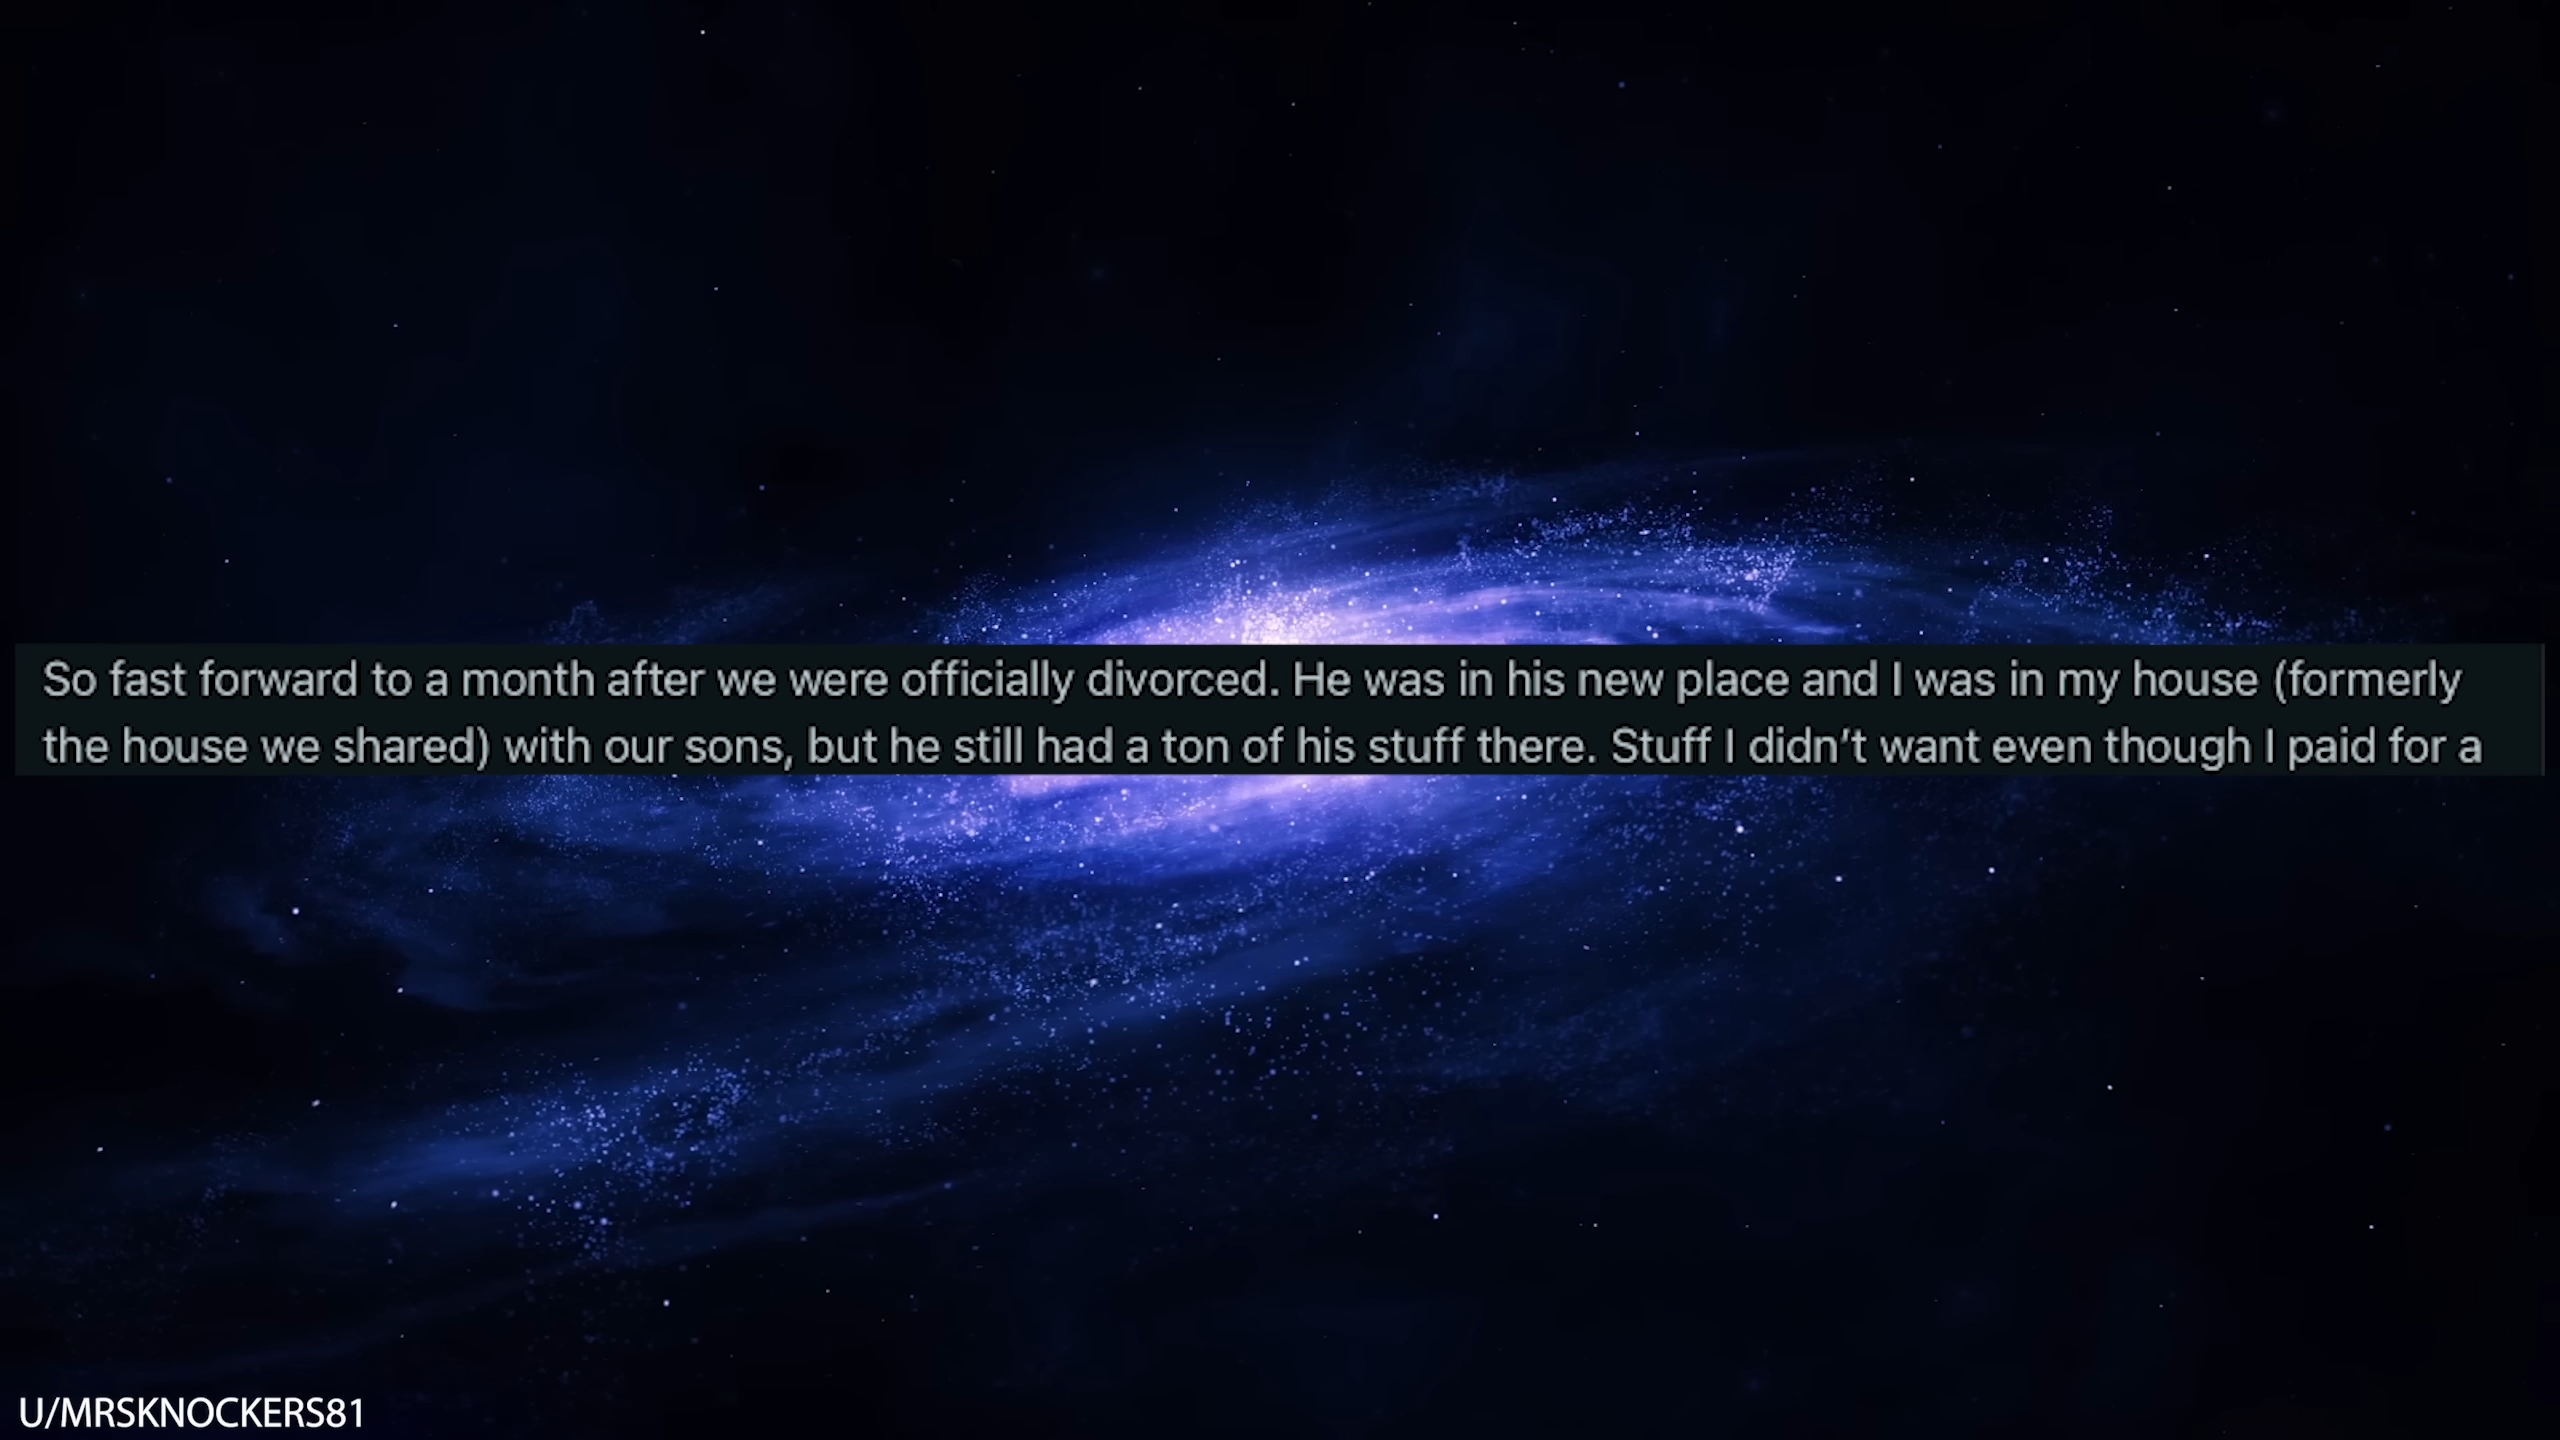 So fast forward to a month after we were officially divorced. He was in his new place and I was in my house (formerly
the house we shared) with our sons, but he still had a ton of his stuff there. Stuff I didn’t want even though I paid for a
U/MRSKNOCKERS81